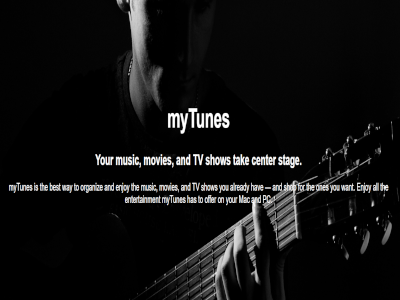 myTunes
Your music, movies, and TV shows take center stage.
myTunes is the best way to organize and enjoy the music, movies, and TV shows you already have — and shop for the ones you want. Enjoy all the
entertainment myTunes has to offer on your Mac and PC.